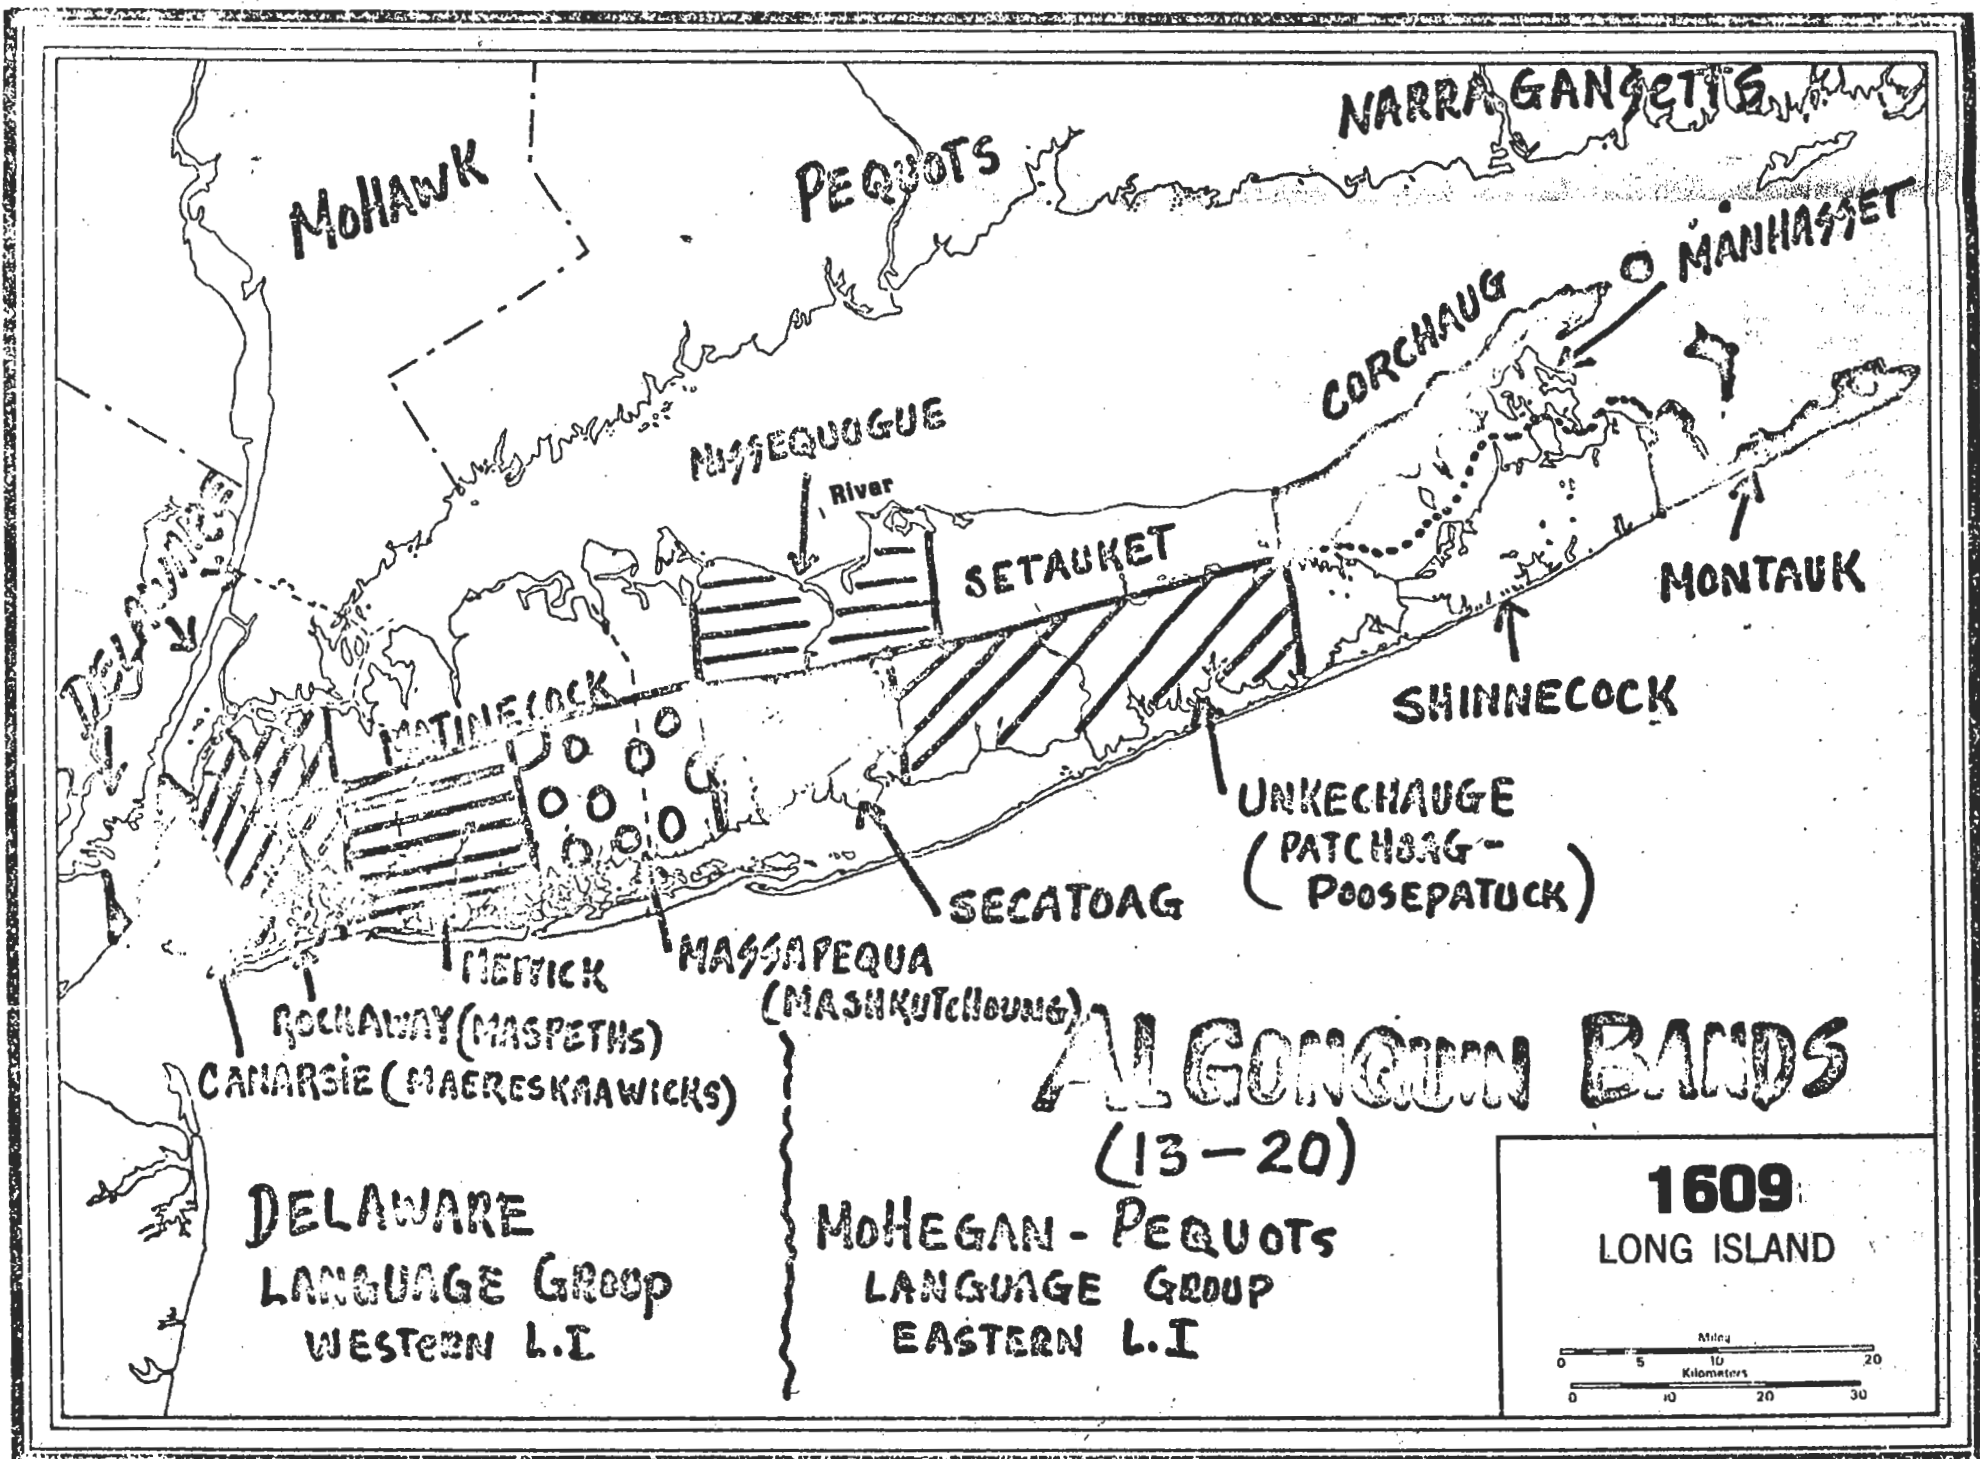 NARRAGANSETTS
MOHAWK
PEQUOTS
MANHASSET
CORCHAUG
NISSEQUOGUE
River
DELAWARE
SETAUKET
MONTAUK
MATINECOCK
SHINNECOCK
UNKECHAUGE
(PATCHOAG-
POOSEPATUCK)
SECATOAG
MERRICK
MASSAPEQUA
(MASHKUTCHOUNG)
ROCKAWAY (MASPETHS)
CANARSIE (MAERESKAAWICKS)
ALGONQUIN BANDS
(13-20)
DELAWARE
LANGUAGE GROUP
WESTERN L.I
MOHEGAN - PEQUOTS
LANGUAGE GROUP
EASTERN L.I
1609
LONG ISLAND
Miles
0 5 10 20
Kilometers
0 10 20 30